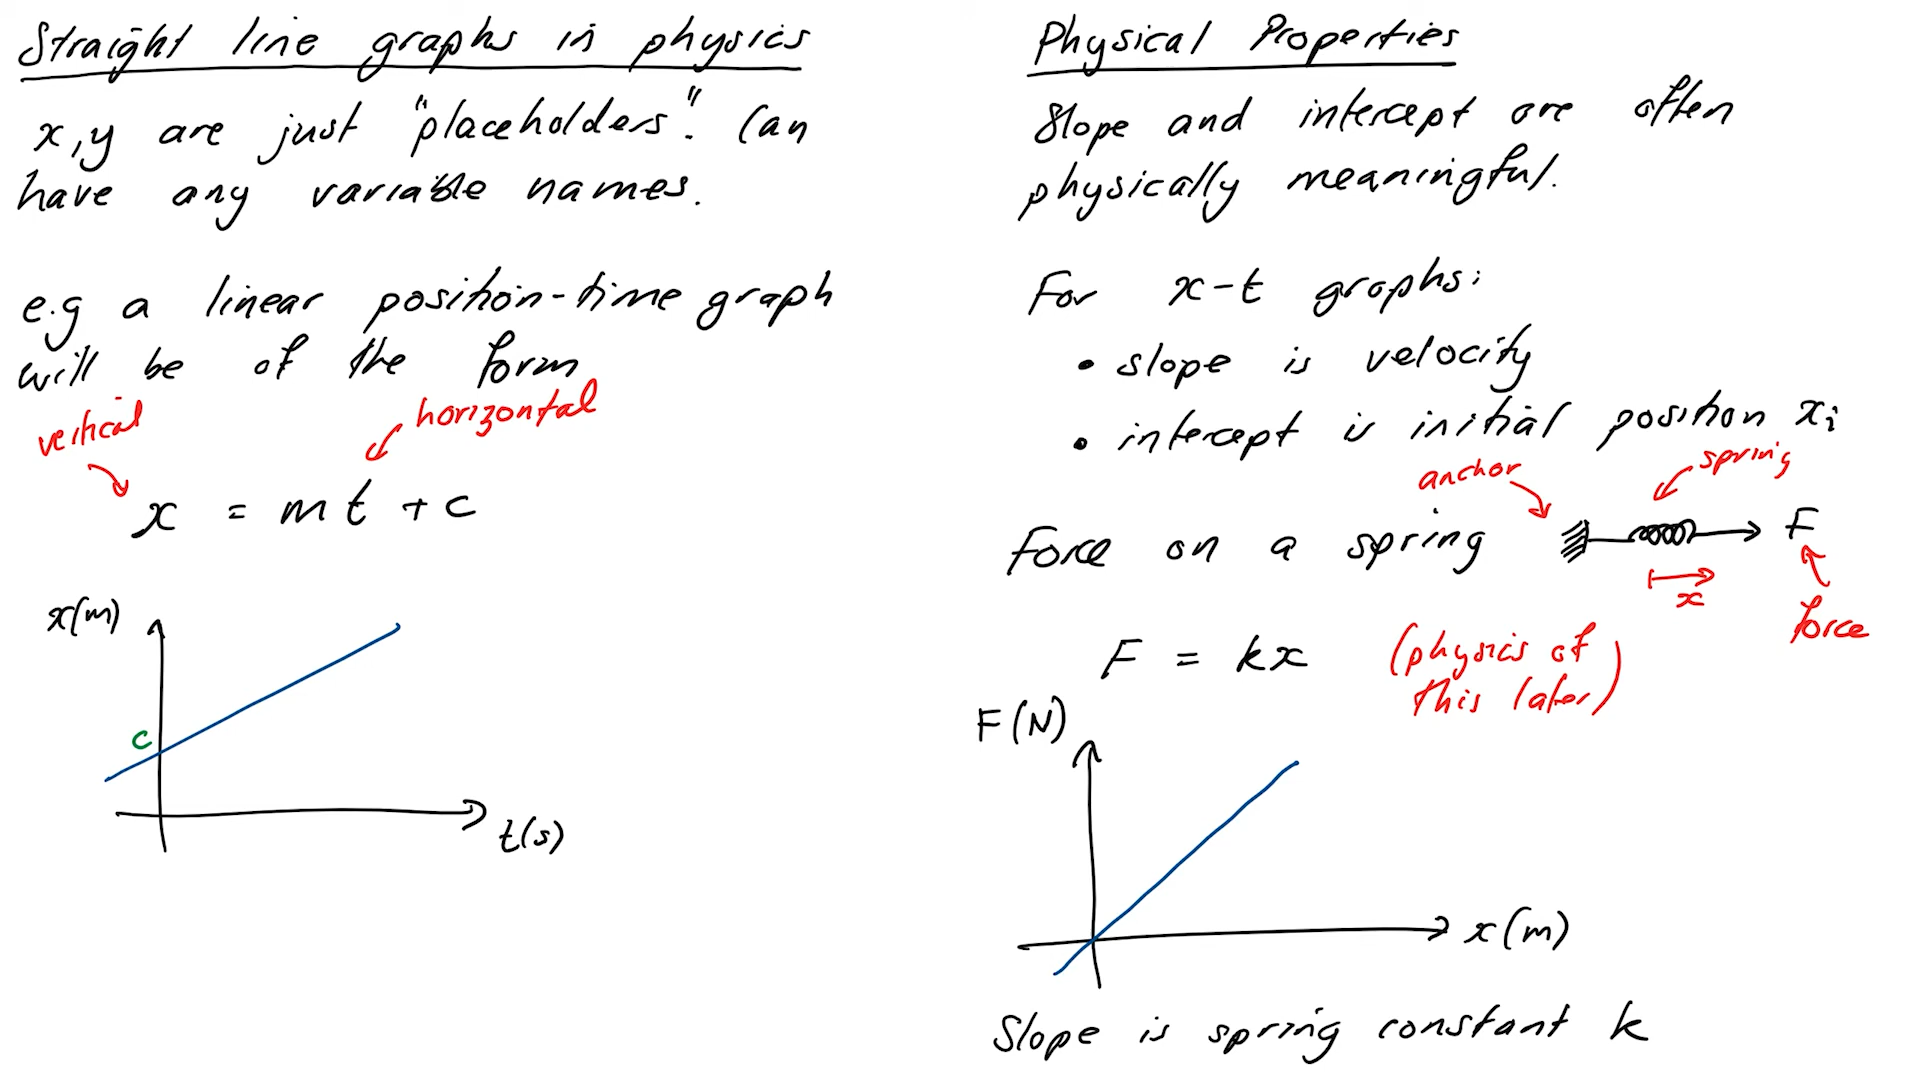 Straight line graphs in physics
x, y are just "placeholders". Can
have any variable names.
e.g a linear position-time graph
will be of the form
vertical
horizontal
x = mt + c
x(m)
c
t(s)
Physical Properties
Slope and intercept are often
physically meaningful.
For x-t graphs:
• slope is velocity
• intercept is initial position xi
anchor
spring
Force on a spring
F
x
force
F = kx
(physics of
this later)
F(N)
x(m)
Slope is spring constant k